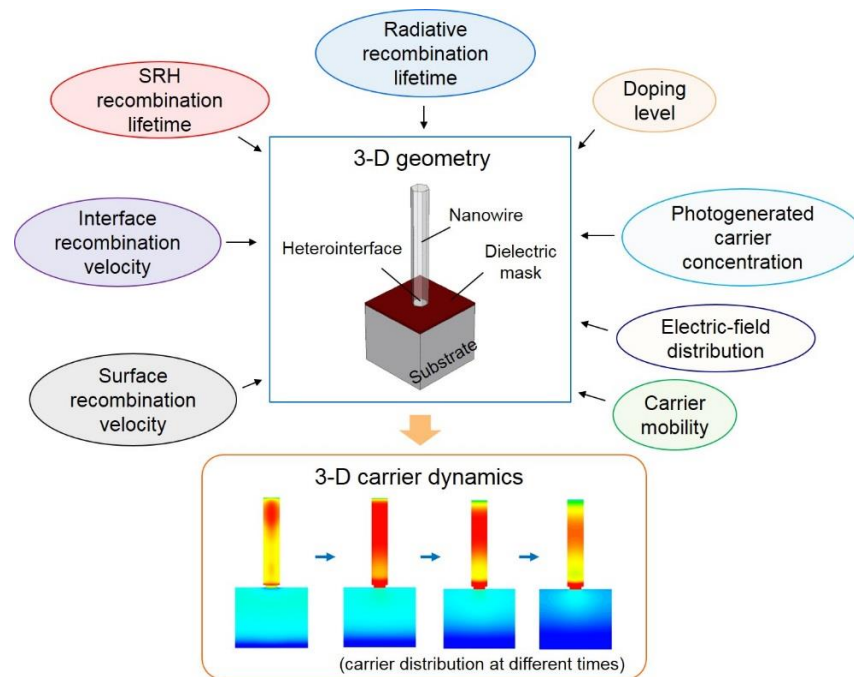 Radiative
recombination
lifetime
SRH
recombination
lifetime
Doping
level
3-D geometry
Nanowire
Heterointerface
Dielectric
mask
Substrate
Interface
recombination
velocity
Photogenerated
carrier
concentration
Electric-field
distribution
Surface
recombination
velocity
Carrier
mobility
3-D carrier dynamics
(carrier distribution at different times)